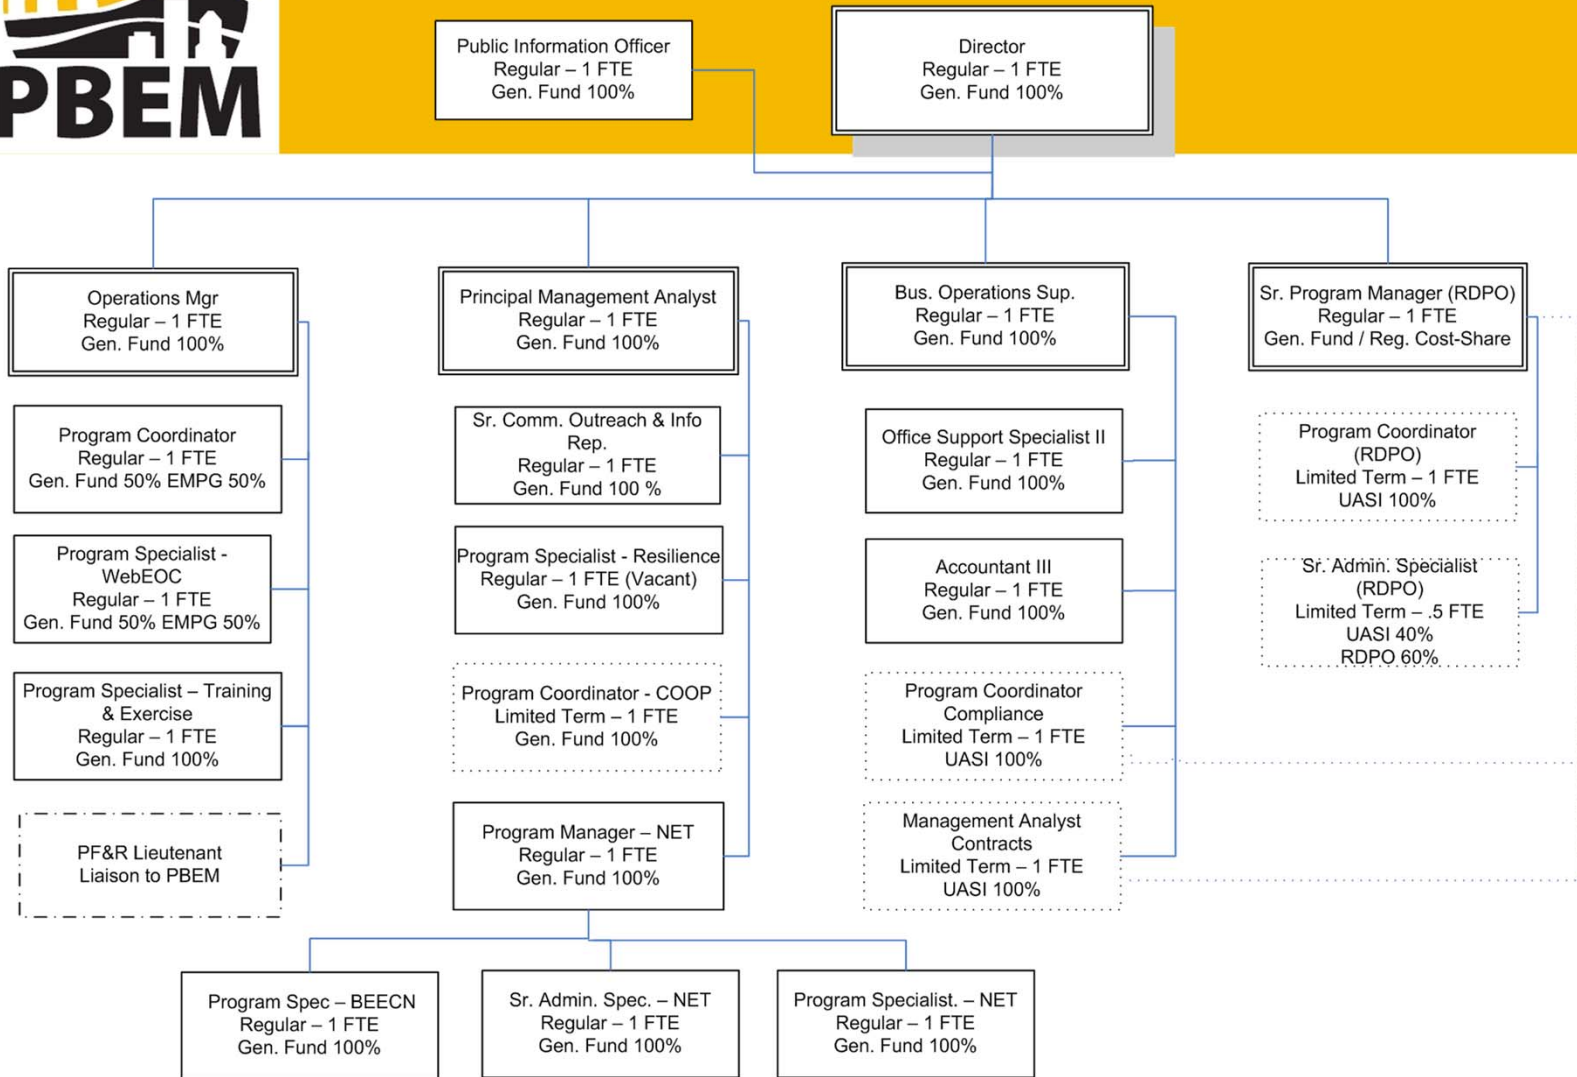 PBEM
Public Information Officer
Regular – 1 FTE
Gen. Fund 100%
Director
Regular – 1 FTE
Gen. Fund 100%
Operations Mgr
Regular – 1 FTE
Gen. Fund 100%
Principal Management Analyst
Regular – 1 FTE
Gen. Fund 100%
Bus. Operations Sup.
Regular – 1 FTE
Gen. Fund 100%
Sr. Program Manager (RDPO)
Regular – 1 FTE
Gen. Fund / Reg. Cost-Share
Program Coordinator
Regular – 1 FTE
Gen. Fund 50% EMPG 50%
Program Specialist -
WebEOC
Regular – 1 FTE
Gen. Fund 50% EMPG 50%
Program Specialist – Training
& Exercise
Regular – 1 FTE
Gen. Fund 100%
PF&R Lieutenant
Liaison to PBEM
Sr. Comm. Outreach & Info
Rep.
Regular – 1 FTE
Gen. Fund 100 %
Program Specialist - Resilience
Regular – 1 FTE (Vacant)
Gen. Fund 100%
Program Coordinator - COOP
Limited Term – 1 FTE
Gen. Fund 100%
Program Manager – NET
Regular – 1 FTE
Gen. Fund 100%
Office Support Specialist II
Regular – 1 FTE
Gen. Fund 100%
Accountant III
Regular – 1 FTE
Gen. Fund 100%
Program Coordinator
Compliance
Limited Term – 1 FTE
UASI 100%
Management Analyst
Contracts
Limited Term – 1 FTE
UASI 100%
Program Coordinator
(RDPO)
Limited Term – 1 FTE
UASI 100%
Sr. Admin. Specialist
(RDPO)
Limited Term – .5 FTE
UASI 40%
RDPO 60%
Program Spec – BEECN
Regular – 1 FTE
Gen. Fund 100%
Sr. Admin. Spec. – NET
Regular – 1 FTE
Gen. Fund 100%
Program Specialist. – NET
Regular – 1 FTE
Gen. Fund 100%